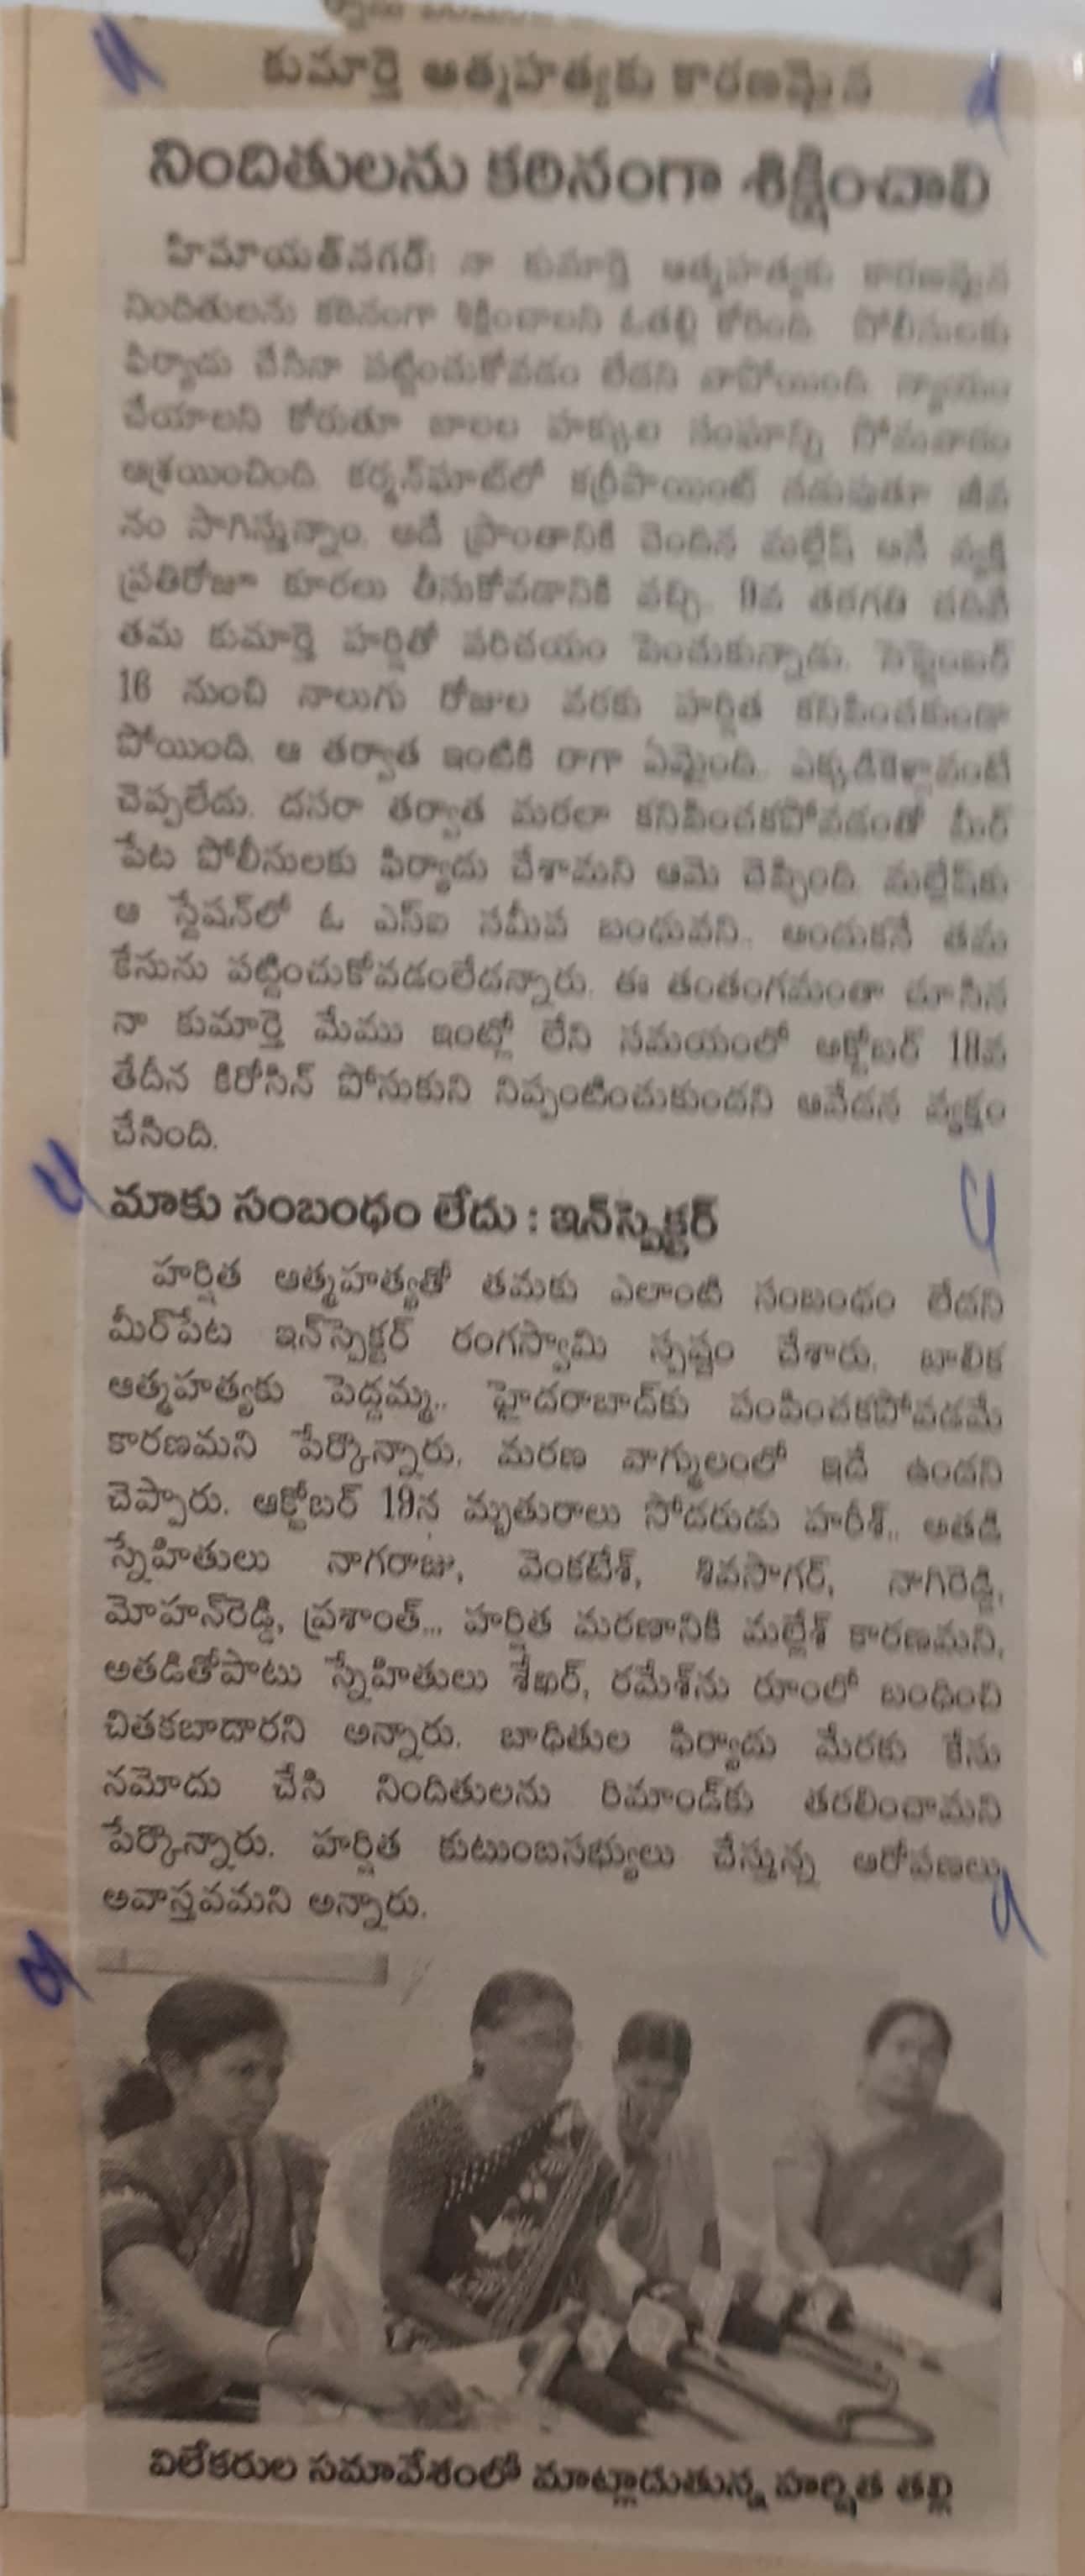 కుమార్తె ఆత్మహత్యకు కారణమైన
నిందితులను కఠినంగా శిక్షించాలి
హిమాయత్‌నగర్: నా కుమార్తె ఆత్మహత్యకు కారణమైన
నిందితులను కఠినంగా శిక్షించాలని ఓతల్లి కోరింది. పోలీసులకు
ఫిర్యాదు చేసినా పట్టించుకోవడం లేదని వాపోయింది. న్యాయం
చేయాలని కోరుతూ బాలల హక్కుల సంఘాన్ని సోమవారం
ఆశ్రయించింది. కర్మన్‌ఘాట్‌లో కర్రీపాయింట్ నడుపుతూ జీవ
నం సాగిస్తున్నాం. అదే ప్రాంతానికి చెందిన మల్లేష్ అనే వ్యక్తి
ప్రతిరోజూ కూరలు తీసుకోవడానికి వచ్చి.. 9వ తరగతి చదివే
తమ కుమార్తె హర్షితో పరిచయం పెంచుకున్నాడు. సెప్టెంబర్
16 నుంచి నాలుగు రోజుల వరకు హర్షిత కనిపించకుండా
పోయింది. ఆ తర్వాత ఇంటికి రాగా ఏమైంది.. ఎక్కడికెళ్లావంటే
చెప్పలేదు. దసరా తర్వాత మరలా కనిపించకపోవడంతో మీర్
పేట పోలీసులకు ఫిర్యాదు చేశామని ఆమె చెప్పింది. మల్లేష్‌కు
ఆ స్టేషన్‌లో ఓ ఎస్ఐ సమీప బంధువని.. అందుకనే తమ
కేసును పట్టించుకోవడంలేదన్నారు. ఈ తంతంగమంతా చూసిన
నా కుమార్తె మేము ఇంట్లో లేని సమయంలో అక్టోబర్ 18వ
తేదీన కిరోసిన్ పోసుకుని నిప్పంటించుకుందని ఆవేదన వ్యక్తం
చేసింది.
మాకు సంబంధం లేదు : ఇన్‌స్పెక్టర్
హర్షిత ఆత్మహత్యతో తమకు ఎలాంటి సంబంధం లేదని
మీర్‌పేట ఇన్‌స్పెక్టర్ రంగస్వామి స్పష్టం చేశారు. బాలిక
ఆత్మహత్యకు పెద్దమ్మ.. హైదరాబాద్‌కు పంపించకపోవడమే
కారణమని పేర్కొన్నారు. మరణ వాగ్మూలంలో ఇదే ఉందని
చెప్పారు. అక్టోబర్ 19న మృతురాలు సోదరుడు హరీశ్.. అతడి
స్నేహితులు నాగరాజు, వెంకటేశ్, శివసాగర్, నాగిరెడ్డి,
మోహన్‌రెడ్డి, ప్రశాంత్... హర్షిత మరణానికి మల్లేశ్ కారణమని,
అతడితోపాటు స్నేహితులు శేఖర్, రమేశ్‌ను రూంలో బంధించి
చితకబాదారని అన్నారు. బాధితుల ఫిర్యాదు మేరకు కేసు
నమోదు చేసి నిందితులను రిమాండ్‌కు తరలించామని
పేర్కొన్నారు. హర్షిత కుటుంబసభ్యులు చేస్తున్న ఆరోపణలు
అవాస్తవమని అన్నారు.
విలేకరుల సమావేశంలో మాట్లాడుతున్న హర్షిత తల్లి